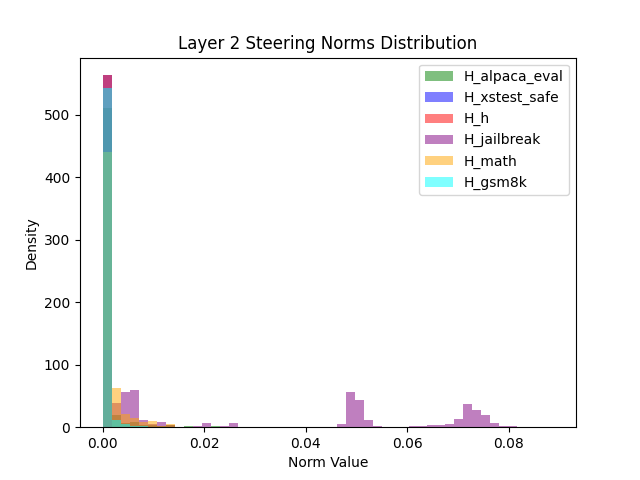 Layer 2 Steering Norms Distribution
H_alpaca_eval
H_xstest_safe
H_h
H_jailbreak
H_math
H_gsm8k
Density
500
400
300
200
100
0
0.00 0.02 0.04 0.06 0.08
Norm Value